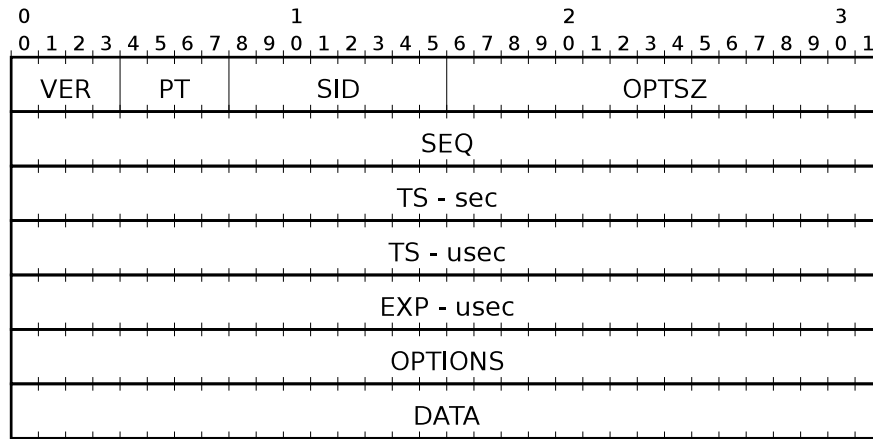 0 1 2 3
0 1 2 3 4 5 6 7 8 9 0 1 2 3 4 5 6 7 8 9 0 1 2 3 4 5 6 7 8 9 0 1
VER PT SID OPTSZ
SEQ
TS - sec
TS - usec
EXP - usec
OPTIONS
DATA